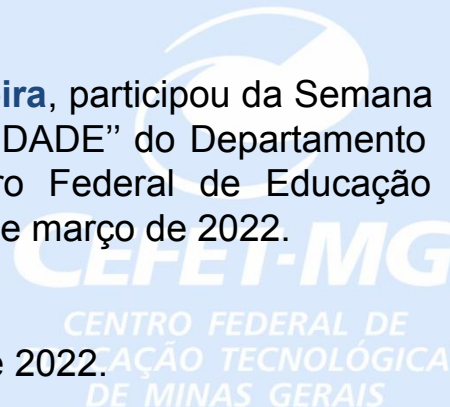 ira, participou da Semana
DADE’’ do Departamento
ro Federal de Educação
e março de 2022.
CEFET-MG
CENTRO FEDERAL DE
e 2022.
EDUCAÇÃO TECNOLÓGICA
DE MINAS GERAIS